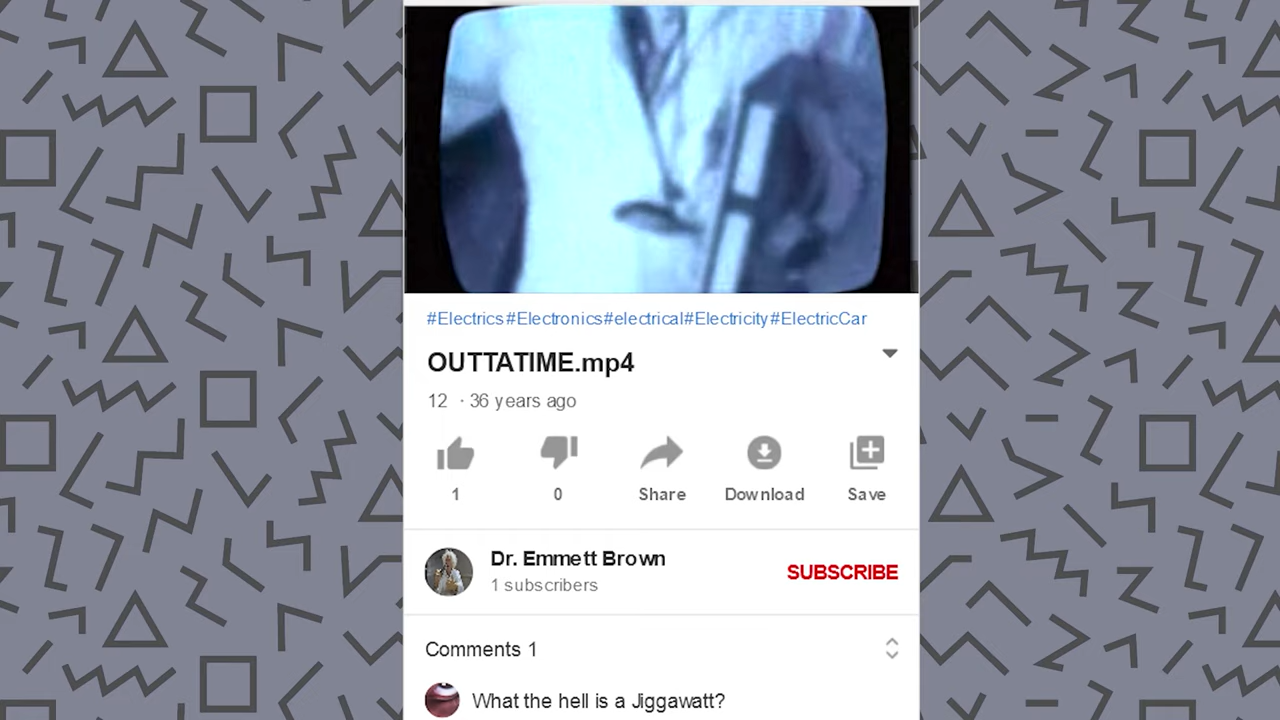 #Electrics #Electronics#electrical#Electricity #ElectricCar
OUTTATIME.mp4
12 · 36 years ago
1 0 Share Download Save
Dr. Emmett Brown
1 subscribers
SUBSCRIBE
Comments 1
What the hell is a Jiggawatt?